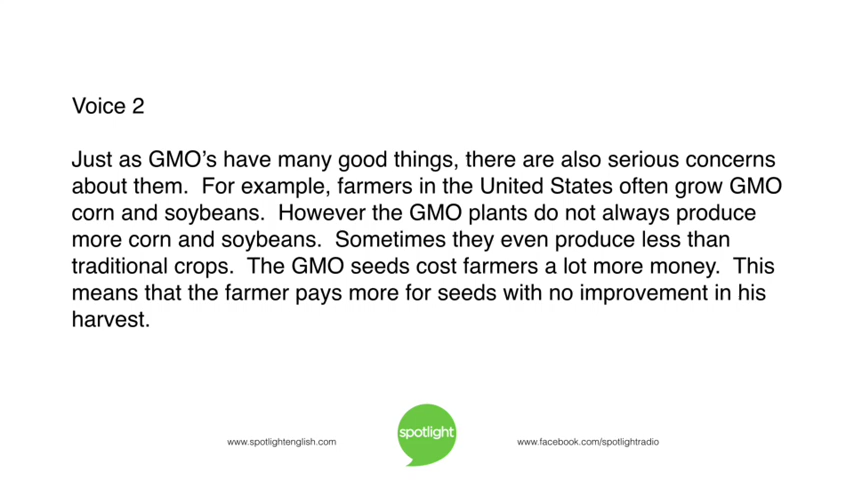 Voice 2
Just as GMO’s have many good things, there are also serious concerns
about them.  For example, farmers in the United States often grow GMO
corn and soybeans.  However the GMO plants do not always produce
more corn and soybeans.  Sometimes they even produce less than
traditional crops.  The GMO seeds cost farmers a lot more money.  This
means that the farmer pays more for seeds with no improvement in his
harvest.
www.spotlightenglish.com
spotlight
www.facebook.com/spotlightradio